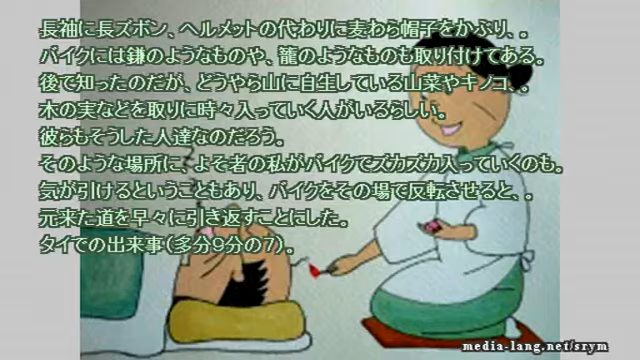 長袖に長ズボン、ヘルメットの代わりに麦わら帽子をかぶり、。
バイクには鎌のようなものや、籠のようなものも取り付けてある。
後で知ったのだが、どうやら山に自生している山菜やキノコ、。
木の実などを取りに時々入っていく人がいるらしい。
彼らもそうした人達なのだろう。
そのような場所に、よそ者の私がバイクでズカズカ入っていくのも。
気が引けるということもあり、バイクをその場で反転させると、。
元来た道を早々に引き返すことにした。
タイでの出来事（多分9分の7）。
media-lang.net/srym